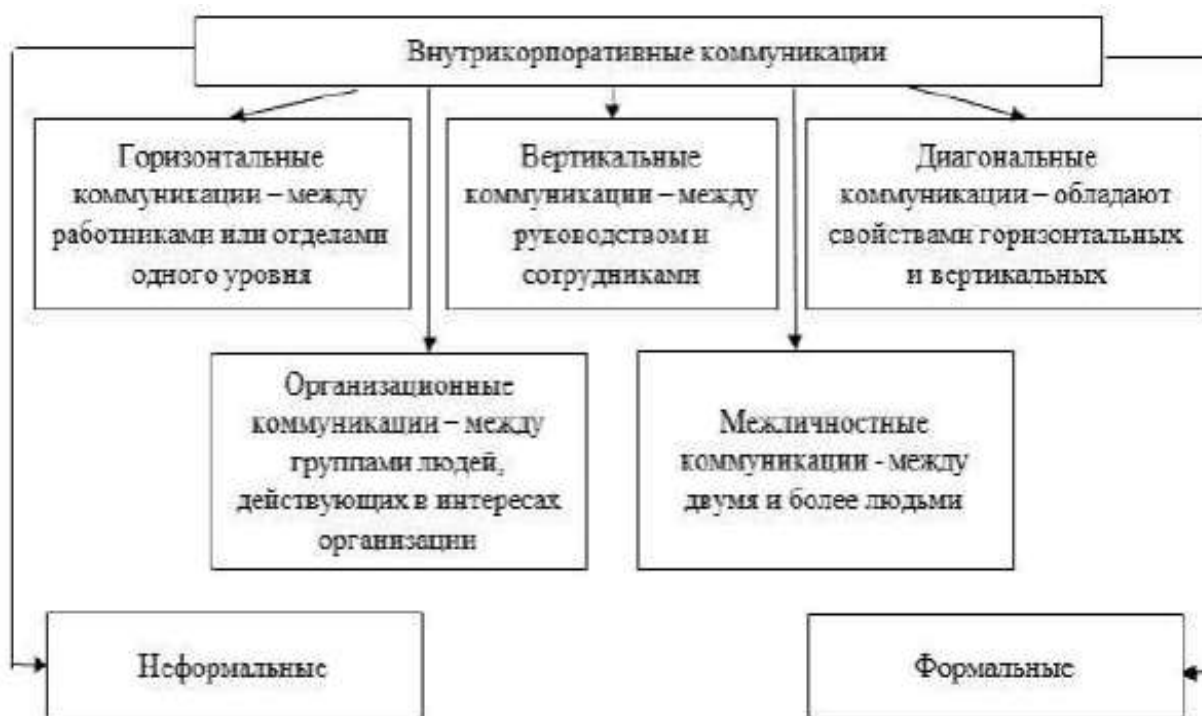 Внутрикорпоративные коммуникации
Горизонтальные
коммуникации – между
работниками или отделами
одного уровня
Вертикальные
коммуникации – между
руководством и
сотрудниками
Диагональные
коммуникации – обладают
свойствами горизонтальных
и вертикальных
Организационные
коммуникации – между
группами людей,
действующих в интересах
организации
Межличностные
коммуникации - между
двумя и более людьми
Неформальные
Формальные